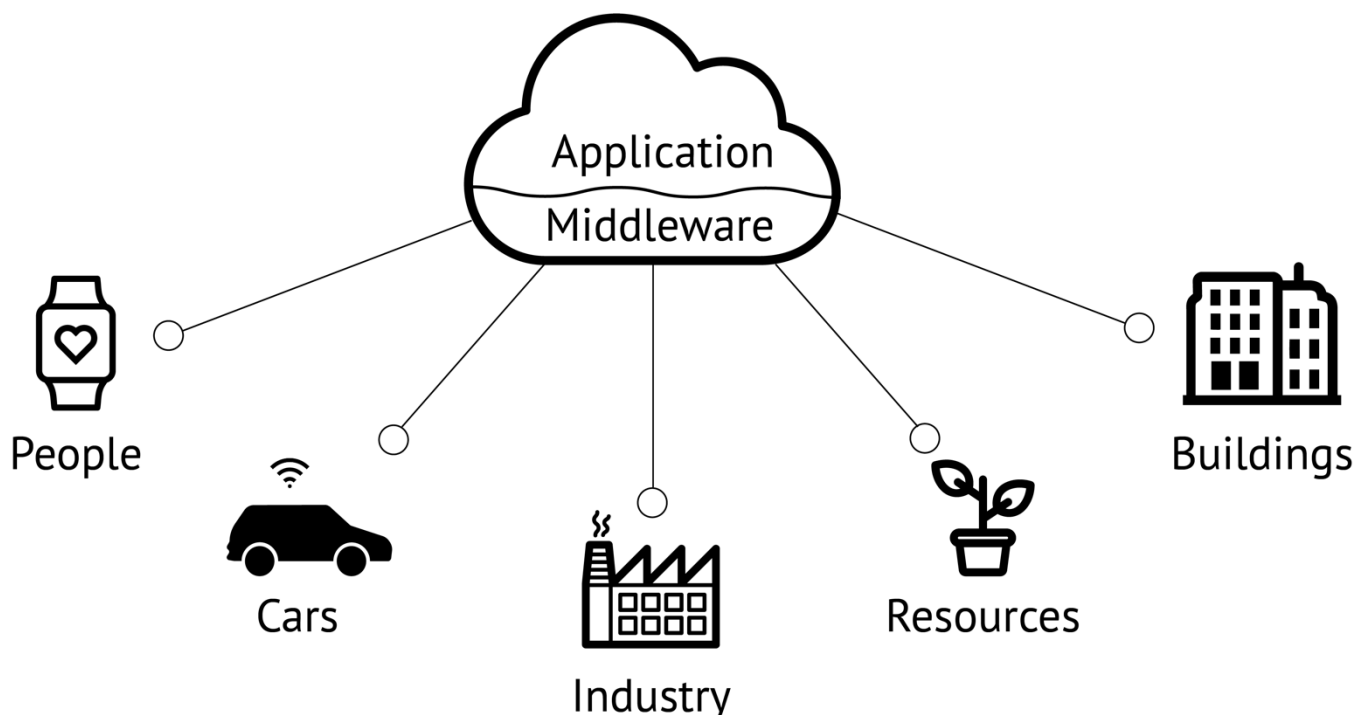 Application
Middleware
People
Buildings
Cars
Resources
Industry